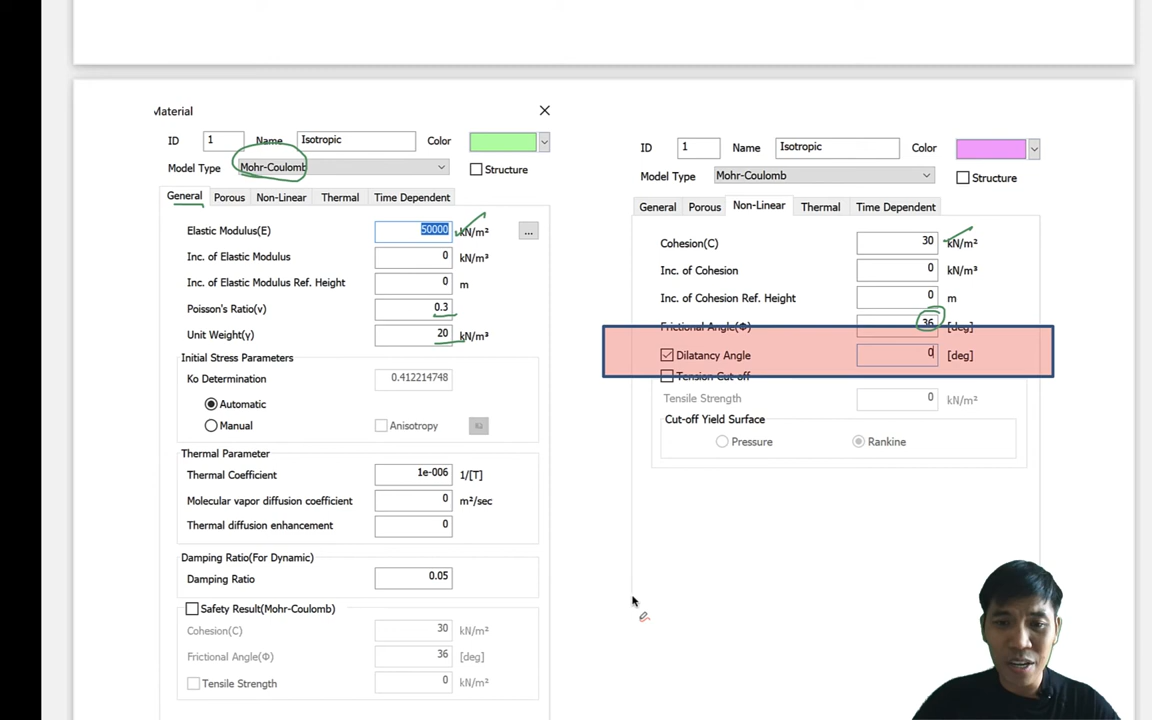 Material
ID 1 Name Isotropic Color
Model Type Mohr-Coulomb Structure
General Porous Non-Linear Thermal Time Dependent
Elastic Modulus(E) 50000 kN/m² ...
Inc. of Elastic Modulus 0 kN/m³
Inc. of Elastic Modulus Ref. Height 0 m
Poisson's Ratio(ν) 0.3
Unit Weight(γ) 20 kN/m³
Initial Stress Parameters
Ko Determination 0.412214748
Automatic
Manual Anisotropy
Thermal Parameter
Thermal Coefficient 1e-006 1/[T]
Molecular vapor diffusion coefficient 0 m²/sec
Thermal diffusion enhancement 0
Damping Ratio(For Dynamic)
Damping Ratio 0.05
Safety Result(Mohr-Coulomb)
Cohesion(C) 30 kN/m²
Frictional Angle(Φ) 36 [deg]
Tensile Strength 0 kN/m²
ID 1 Name Isotropic Color
Model Type Mohr-Coulomb Structure
General Porous Non-Linear Thermal Time Dependent
Cohesion(C) 30 kN/m²
Inc. of Cohesion 0 kN/m³
Inc. of Cohesion Ref. Height 0 m
Frictional Angle(Φ) 36 [deg]
Dilatancy Angle 0 [deg]
Tension Cut-off
Tensile Strength 0 kN/m²
Cut-off Yield Surface
Pressure Rankine